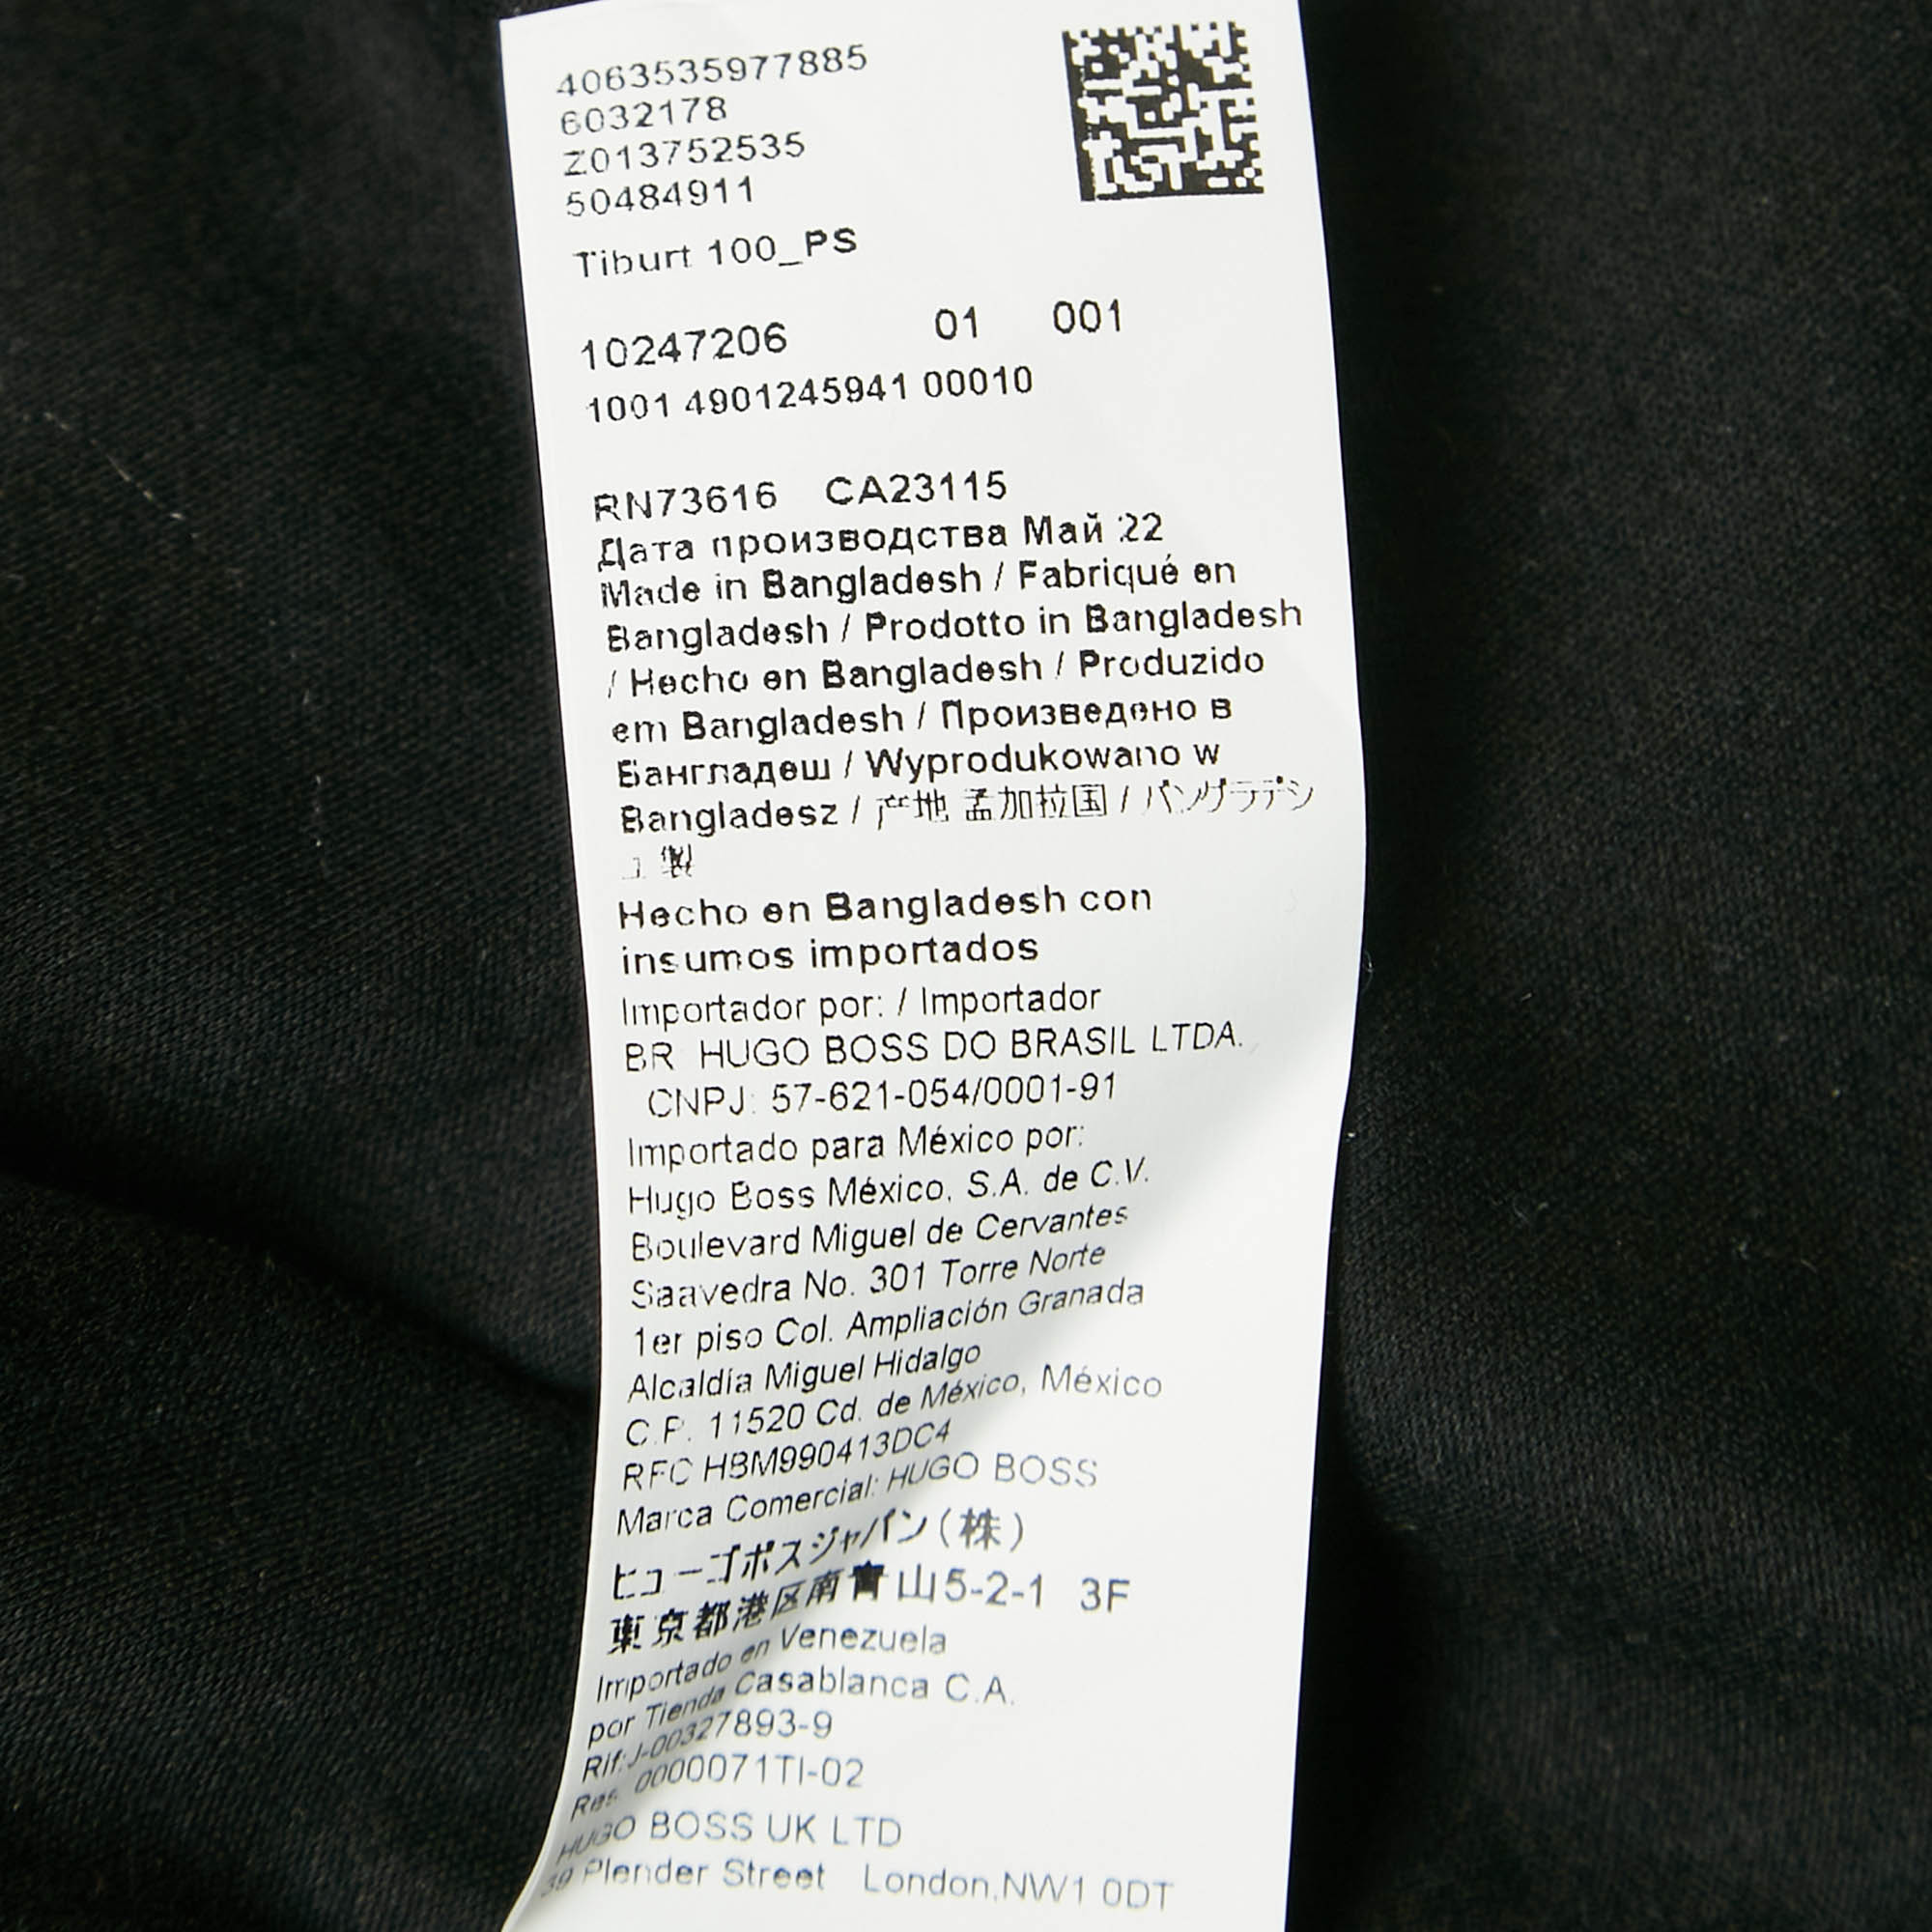 4063535977885
6032178
Z013752535
50484911
Tiburt 100_PS
10247206 01 001
1001 4901245941 00010
RN73616 CA23115
Дата производства Май 22
Made in Bangladesh / Fabriqué en
Bangladesh / Prodotto in Bangladesh
/ Hecho en Bangladesh / Produzido
em Bangladesh / Произведено в
Бангладеш / Wyprodukowano w
Bangladesz / 产地 孟加拉国 / バングラデシ
ュ製
Hecho en Bangladesh con
insumos importados
Importador por: / Importador
BR HUGO BOSS DO BRASIL LTDA.
CNPJ: 57-621-054/0001-91
Importado para México por:
Hugo Boss México, S.A. de C.V.
Boulevard Miguel de Cervantes
Saavedra No. 301 Torre Norte
1er piso Col. Ampliación Granada
Alcaldía Miguel Hidalgo
C.P. 11520 Cd. de México, México
RFC HBM990413DC4
Marca Comercial: HUGO BOSS
ヒューゴボスジャパン(株)
東京都港区南青山5-2-1 3F
Importado en Venezuela
por Tienda Casablanca C.A.
Rif:J-00327893-9
Res. 0000071TI-02
HUGO BOSS UK LTD
39 Plender Street London,NW1 0DT